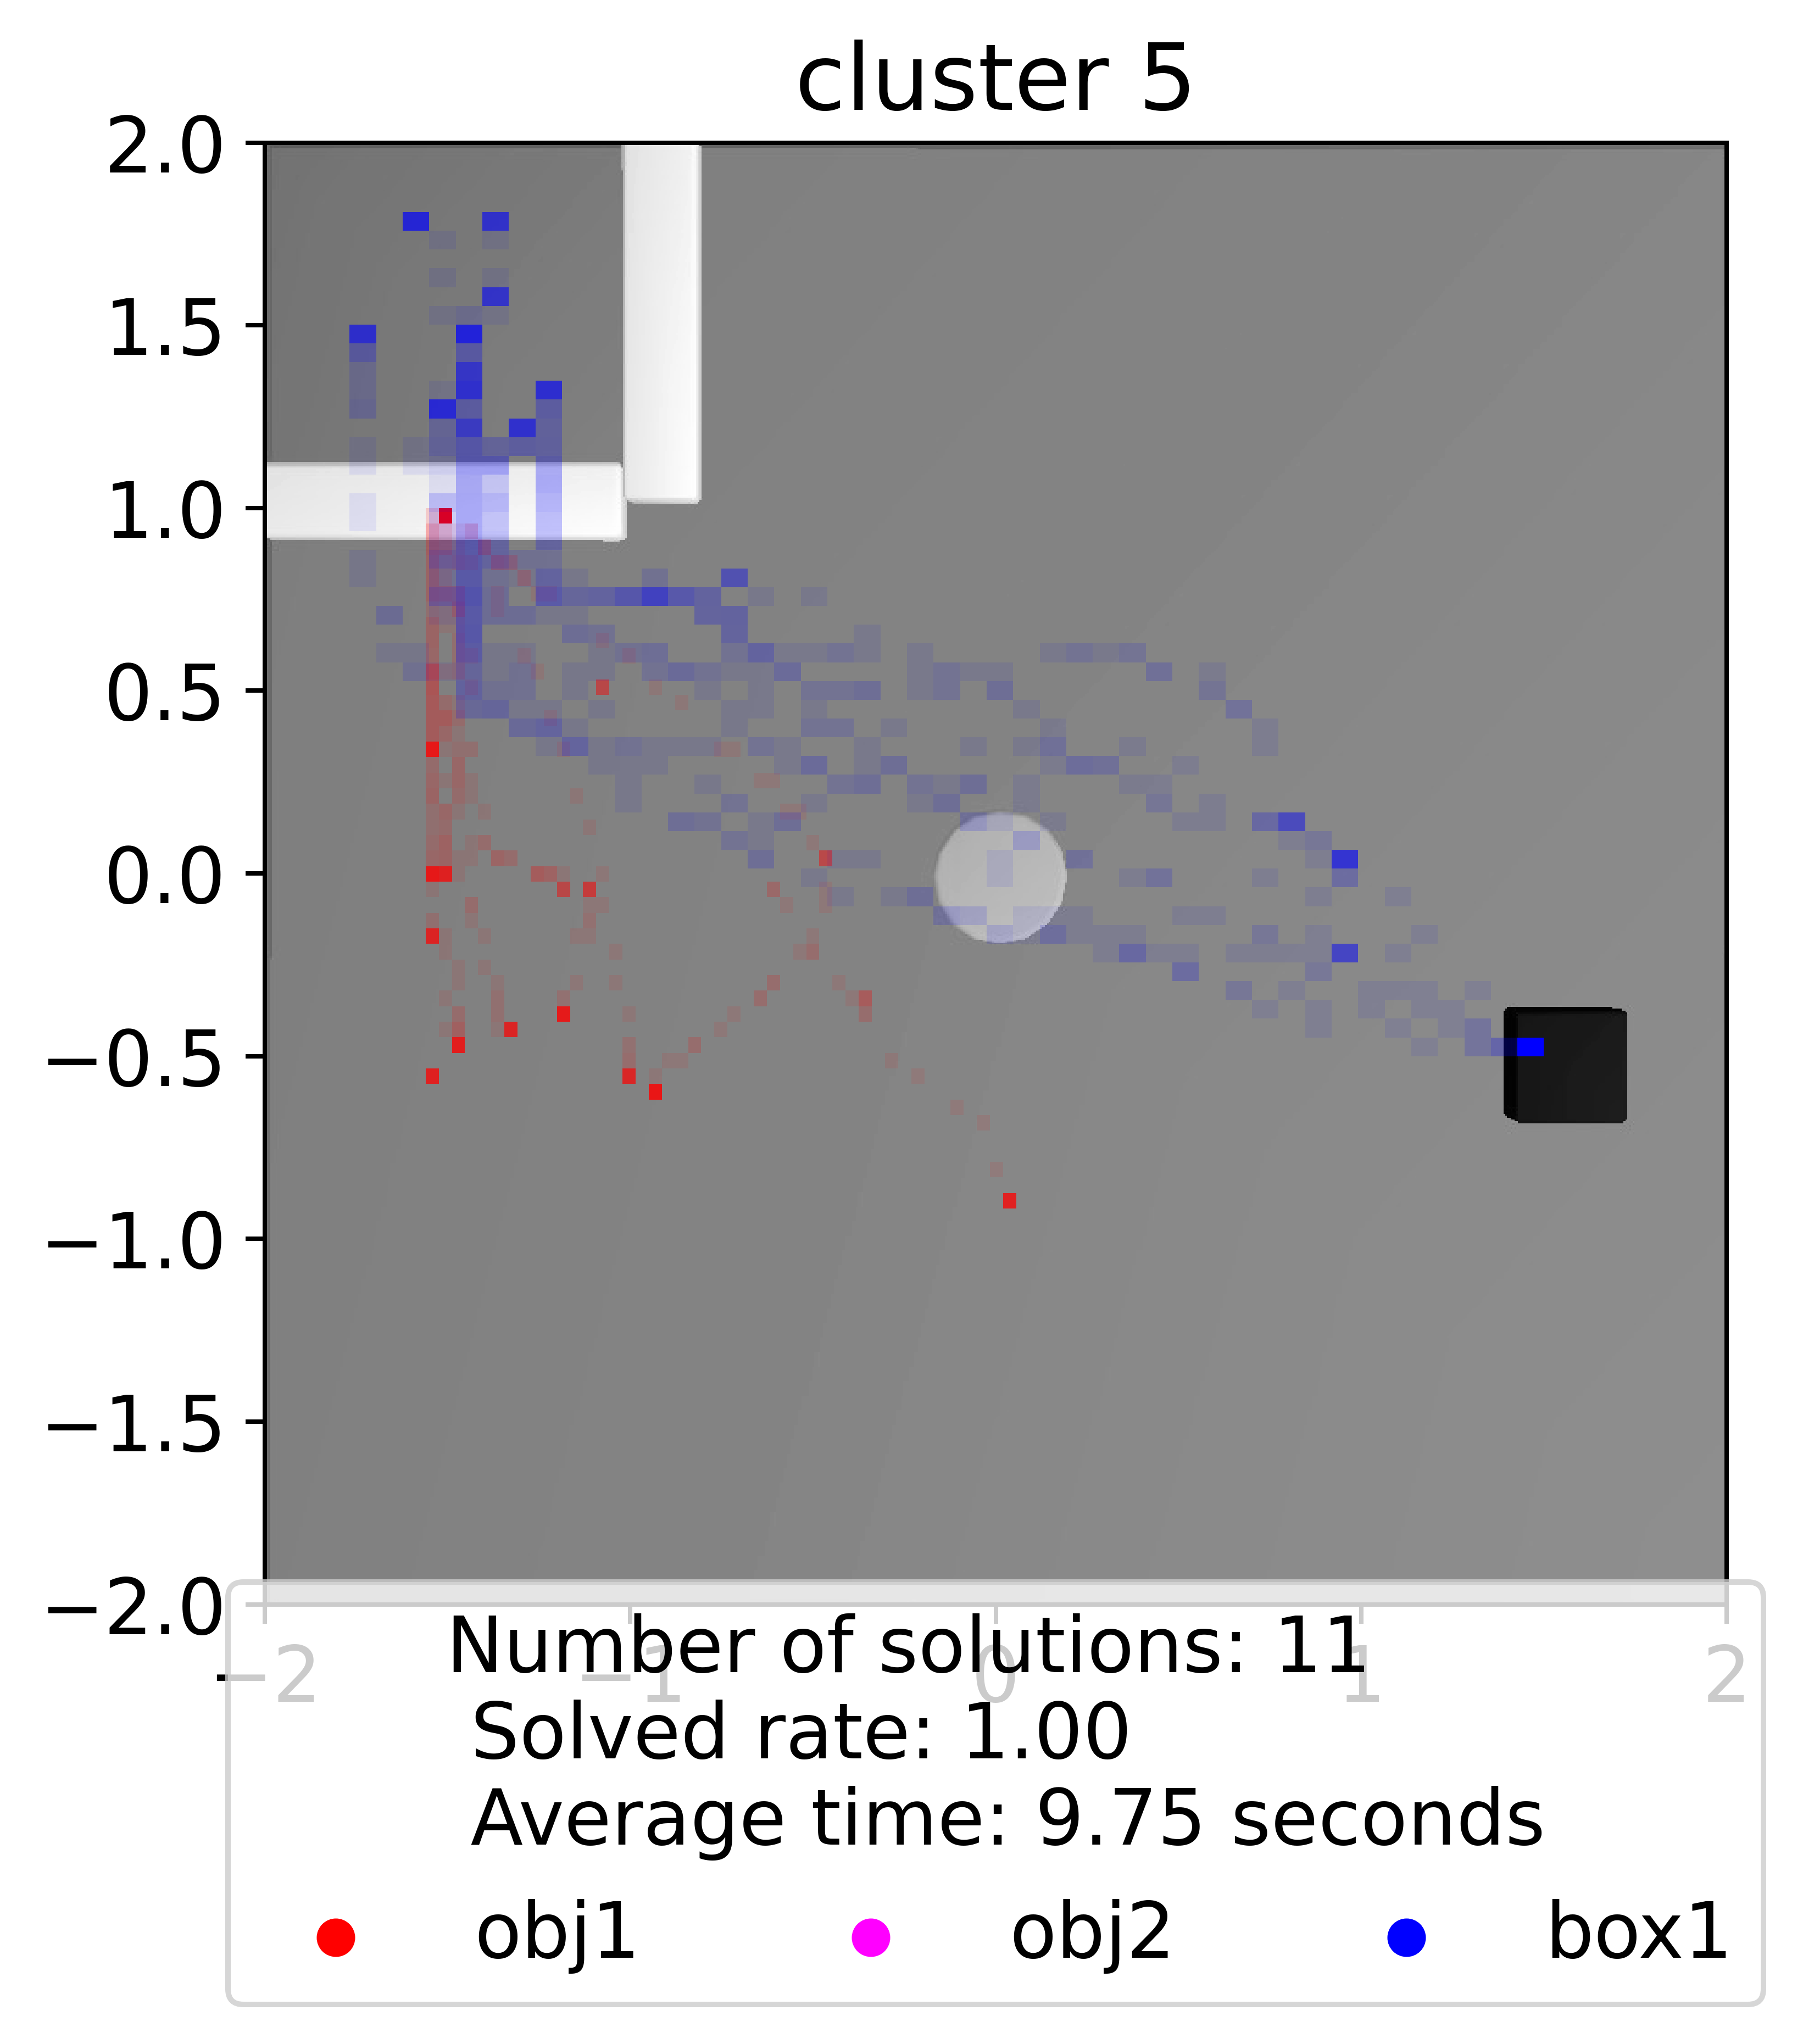 cluster 5
2.0
1.5
1.0
0.5
0.0
−0.5
−1.0
−1.5
−2.0
−2 −1 0 1 2
Number of solutions: 11
Solved rate: 1.00
Average time: 9.75 seconds
obj1 obj2 box1